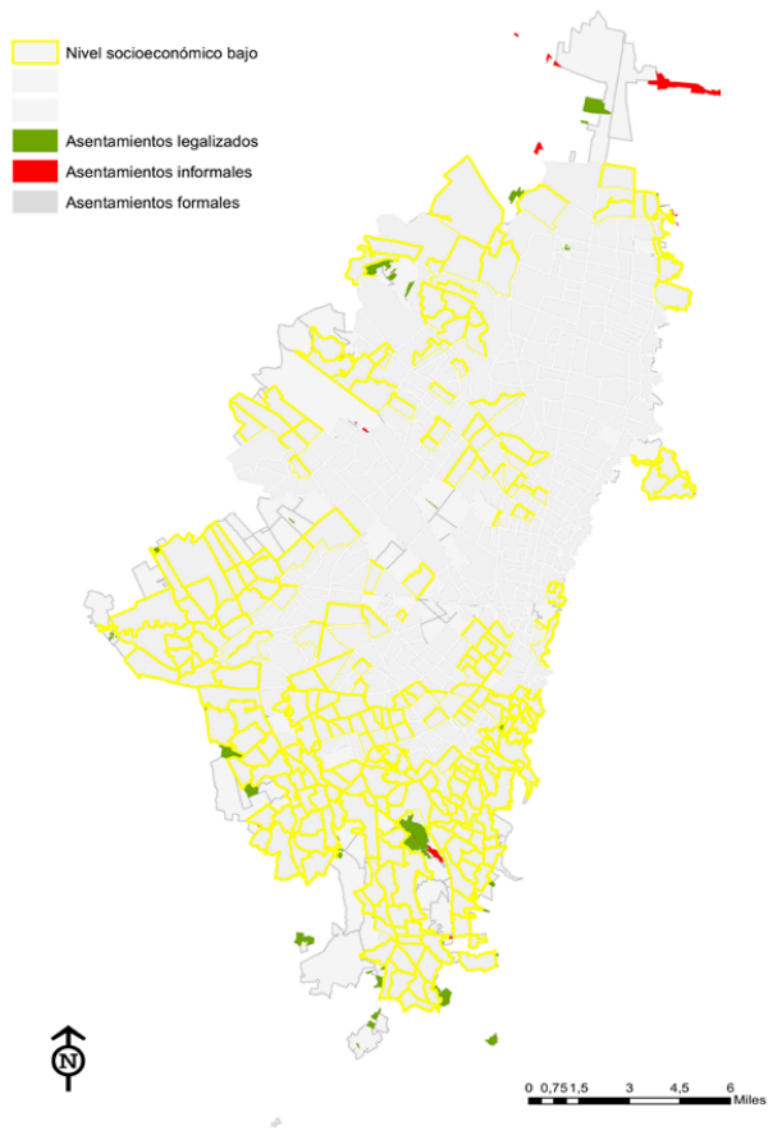 Nivel socioeconómico bajo
Asentamientos legalizados
Asentamientos informales
Asentamientos formales
N
0 0,75 1,5 3 4,5 6
Miles